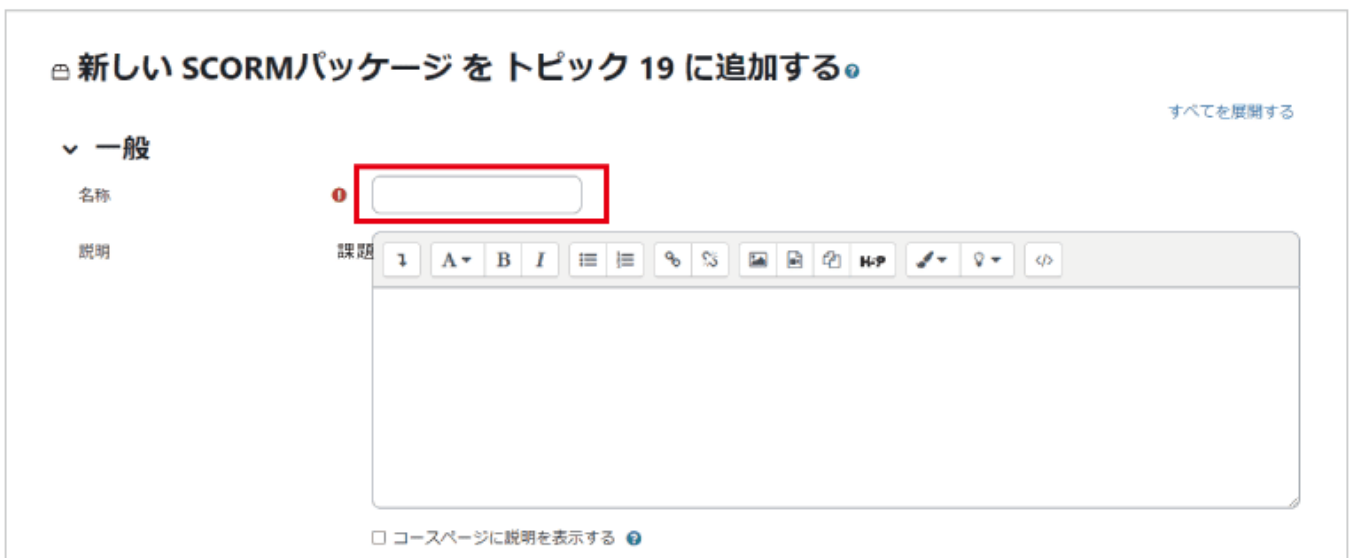 新しい SCORMパッケージ を トピック 19 に追加する
すべてを展開する
一般
名称
説明
課題
A B I H5P </>
コースページに説明を表示する